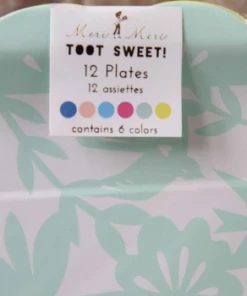 Meri Meri
TOOT SWEET!
12 Plates
12 assiettes
contains 6 colors